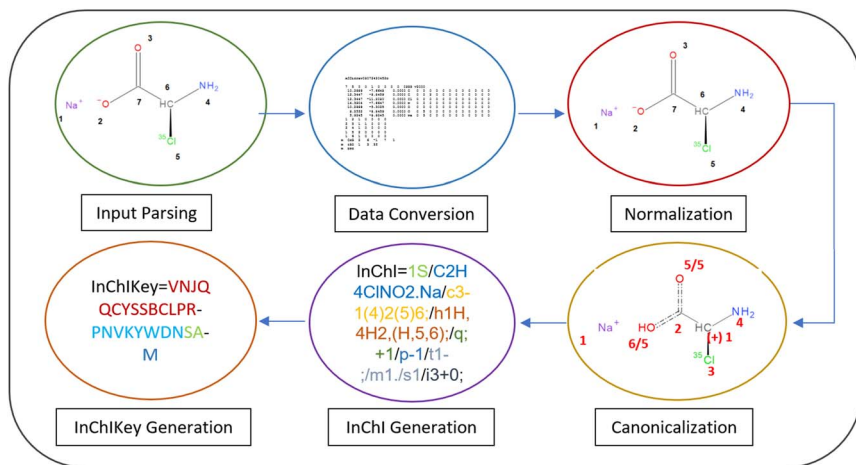 3
O
6
NH₂
HC
Na⁺
⁻O
7
4
1
2
³⁵Cl
5
Input Parsing
Data Conversion
3
O
6
NH₂
HC
Na⁺
⁻O
7
4
1
2
³⁵Cl
5
Normalization
InChIKey=VNJQ
QCYSSBCLPR-
PNVKYWDNSA-
M
InChIKey Generation
InChI=1S/C2H
4ClNO2.Na/c3-
1(4)2(5)6;/h1H,
4H2,(H,5,6);/q;
+1/p-1/t1-
;/m1./s1/i3+0;
InChI Generation
5/5
O
NH₂
Na⁺
HO
HC
4
1
2
(+) 1
6/5
³⁵Cl
3
Canonicalization